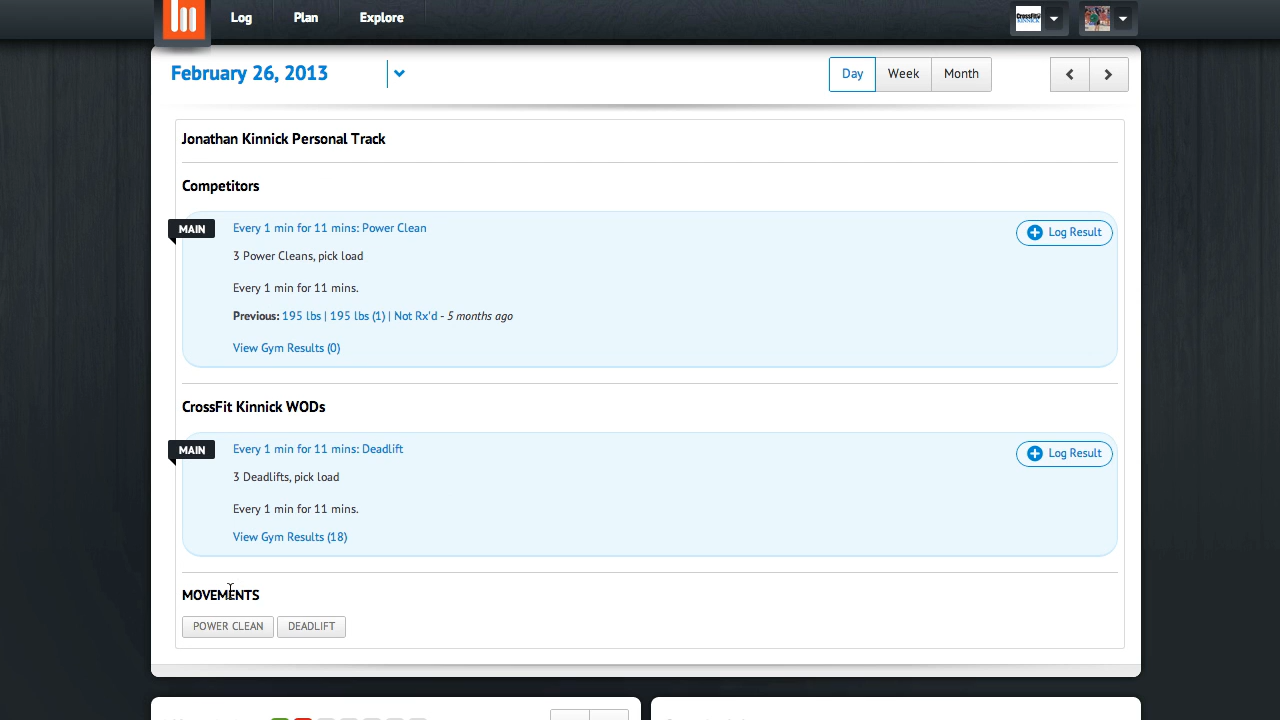 Log Plan Explore
CrossFit KINNICK
February 26, 2013
Day Week Month
Jonathan Kinnick Personal Track
Competitors
MAIN
Every 1 min for 11 mins: Power Clean
Log Result
3 Power Cleans, pick load
Every 1 min for 11 mins.
Previous: 195 lbs | 195 lbs (1) | Not Rx'd - 5 months ago
View Gym Results (0)
CrossFit Kinnick WODs
MAIN
Every 1 min for 11 mins: Deadlift
Log Result
3 Deadlifts, pick load
Every 1 min for 11 mins.
View Gym Results (18)
MOVEMENTS
POWER CLEAN DEADLIFT